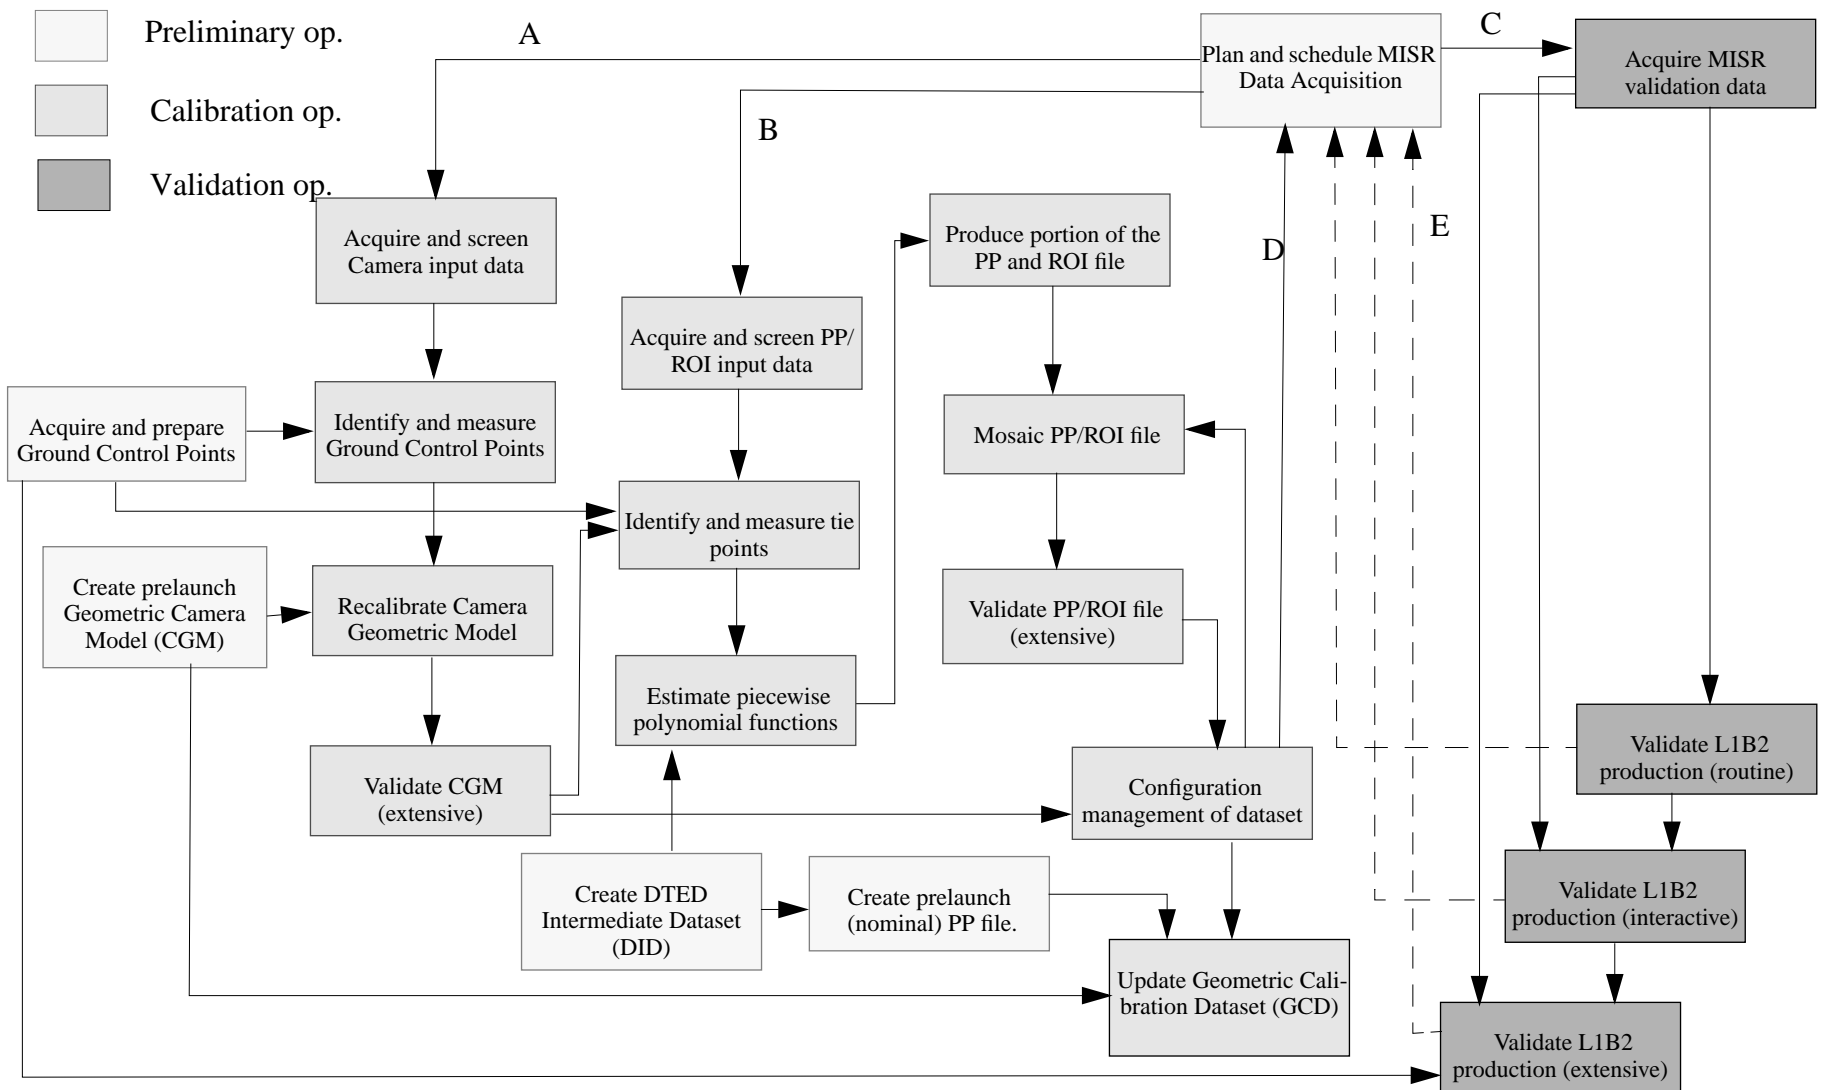 Preliminary op.
Calibration op.
Validation op.
A
B
C
D
E
Plan and schedule MISR
Data Acquisition
Acquire MISR
validation data
Acquire and screen
Camera input data
Produce portion of the
PP and ROI file
Acquire and screen PP/
ROI input data
Acquire and prepare
Ground Control Points
Identify and measure
Ground Control Points
Mosaic PP/ROI file
Identify and measure tie
points
Create prelaunch
Geometric Camera
Model (CGM)
Recalibrate Camera
Geometric Model
Validate PP/ROI file
(extensive)
Estimate piecewise
polynomial functions
Validate CGM
(extensive)
Configuration
management of dataset
Validate L1B2
production (routine)
Create DTED
Intermediate Dataset
(DID)
Create prelaunch
(nominal) PP file.
Validate L1B2
production (interactive)
Update Geometric Cali-
bration Dataset (GCD)
Validate L1B2
production (extensive)